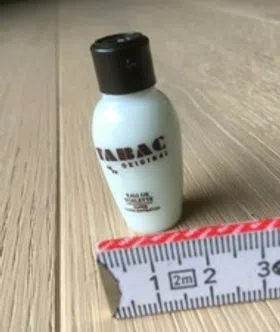 TABAC
ORIGINAL
EAU DE
TOILETTE
1 2m 2 3